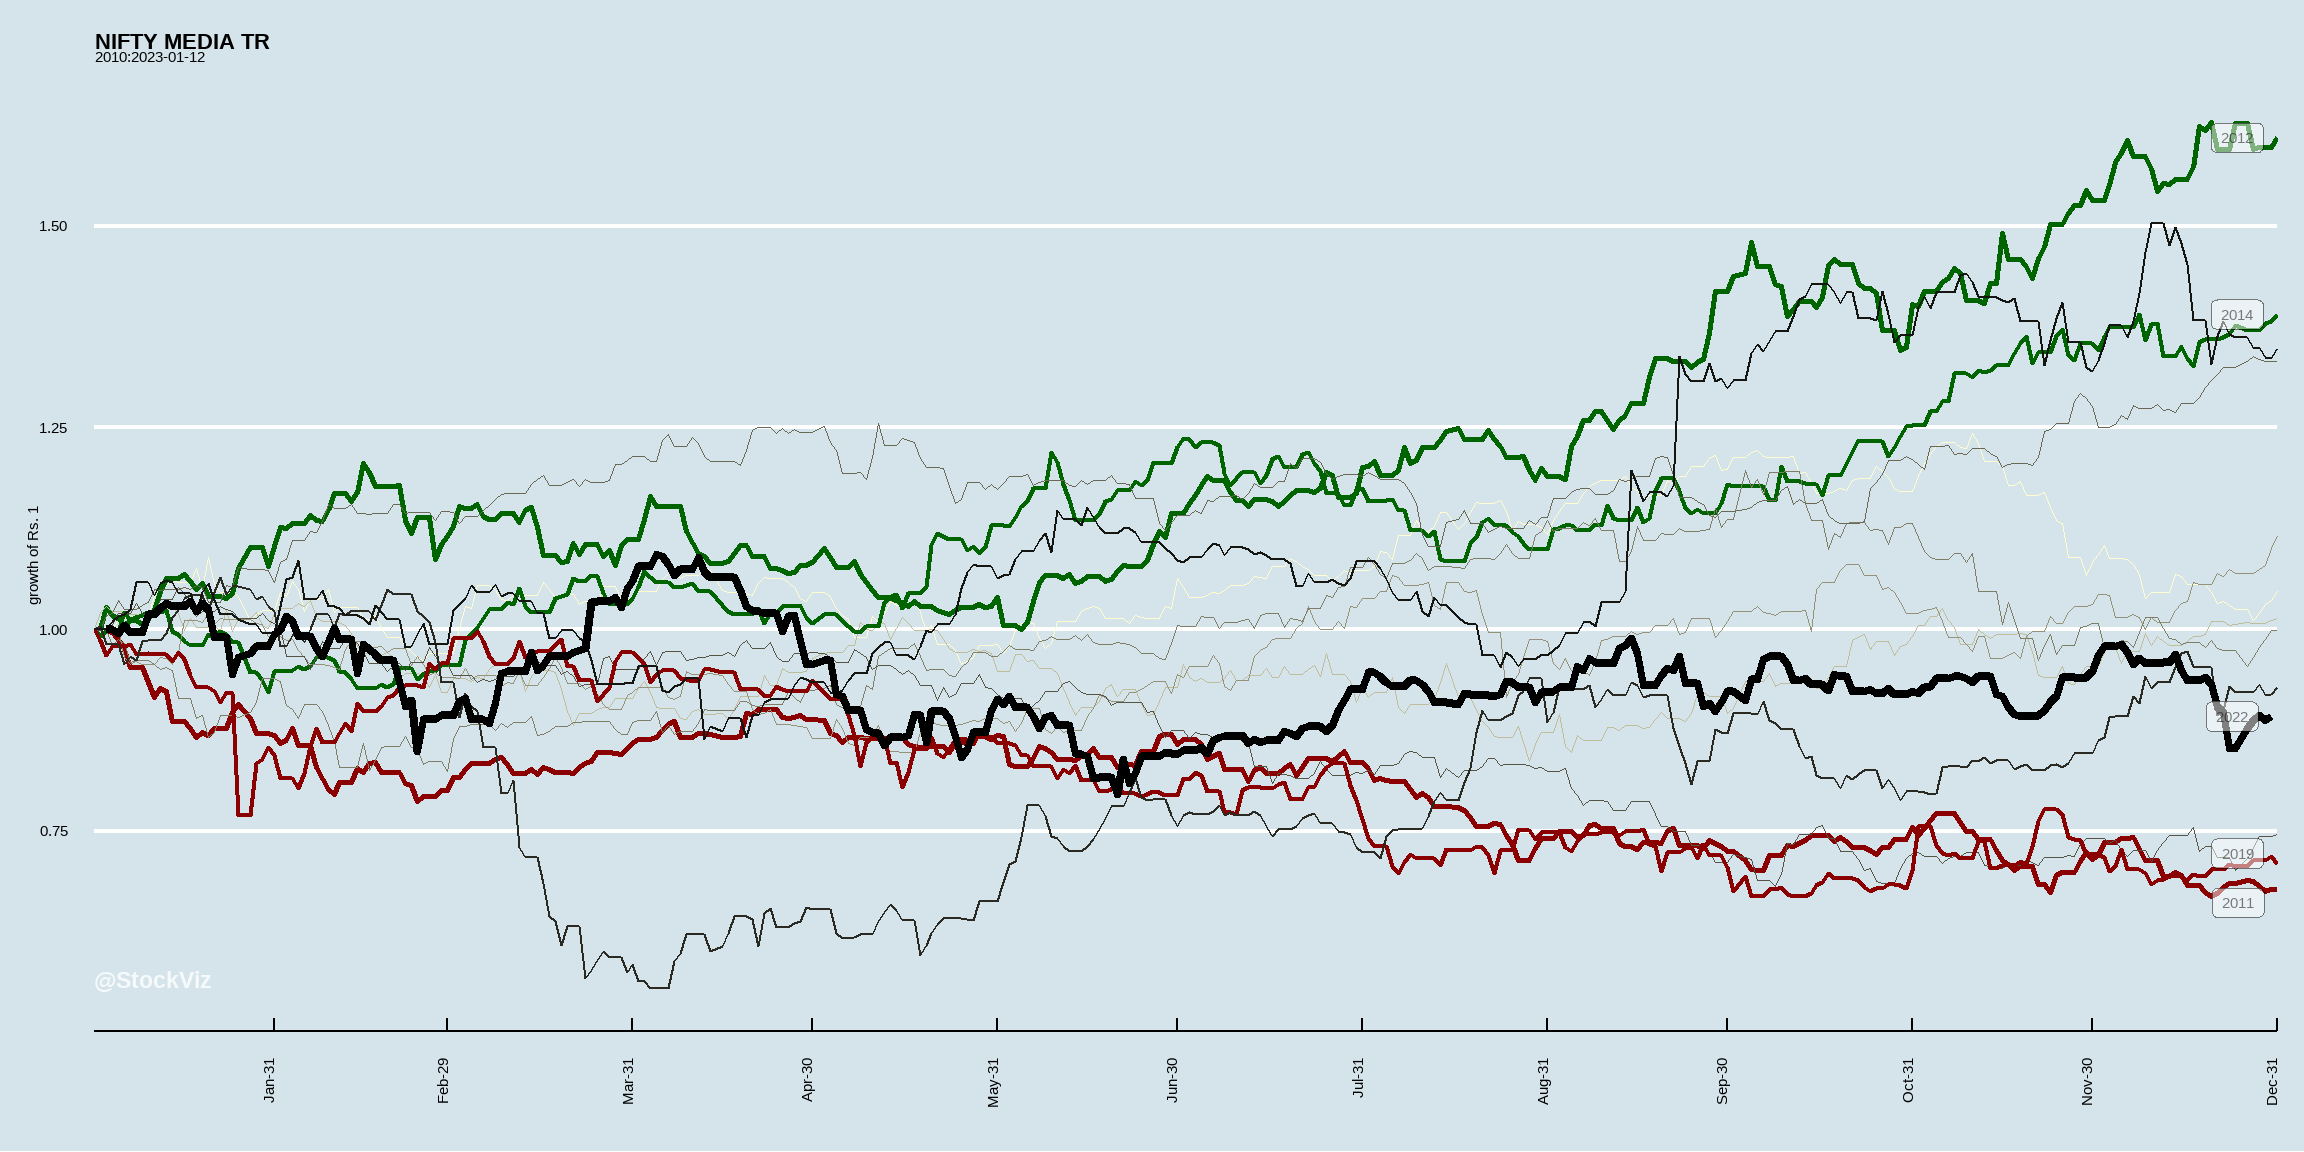 NIFTY MEDIA TR
2010:2023-01-12
growth of Rs. 1
1.50
1.25
1.00
0.75
2012
2014
2022
2019
2011
@StockViz
Jan-31
Feb-29
Mar-31
Apr-30
May-31
Jun-30
Jul-31
Aug-31
Sep-30
Oct-31
Nov-30
Dec-31